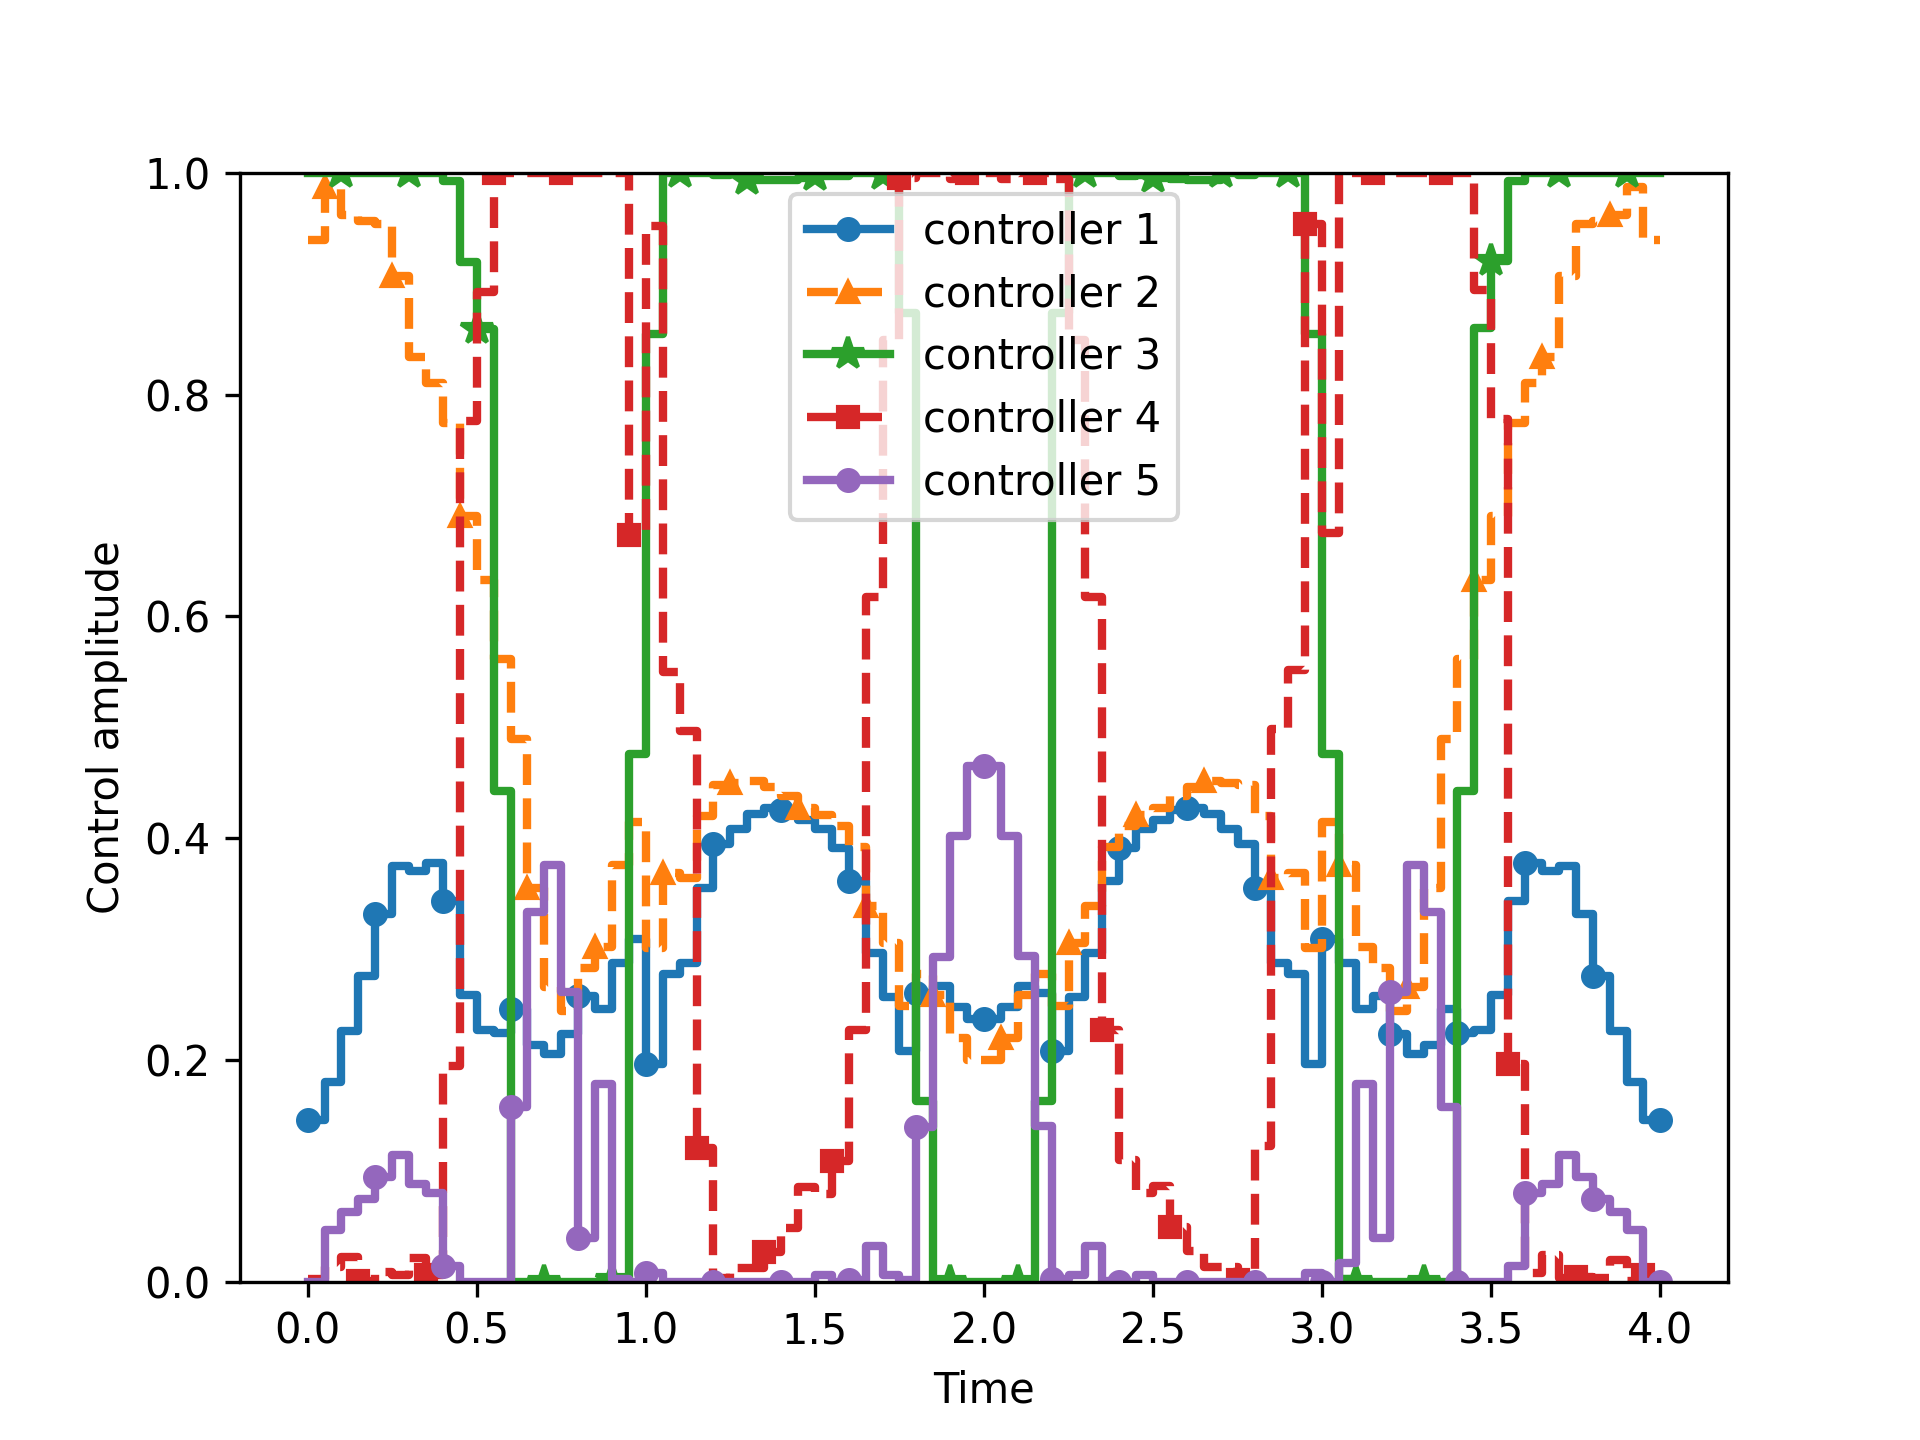 1.0
0.8
0.6
0.4
0.2
0.0
Control amplitude
controller 1
controller 2
controller 3
controller 4
controller 5
0.0 0.5 1.0 1.5 2.0 2.5 3.0 3.5 4.0
Time